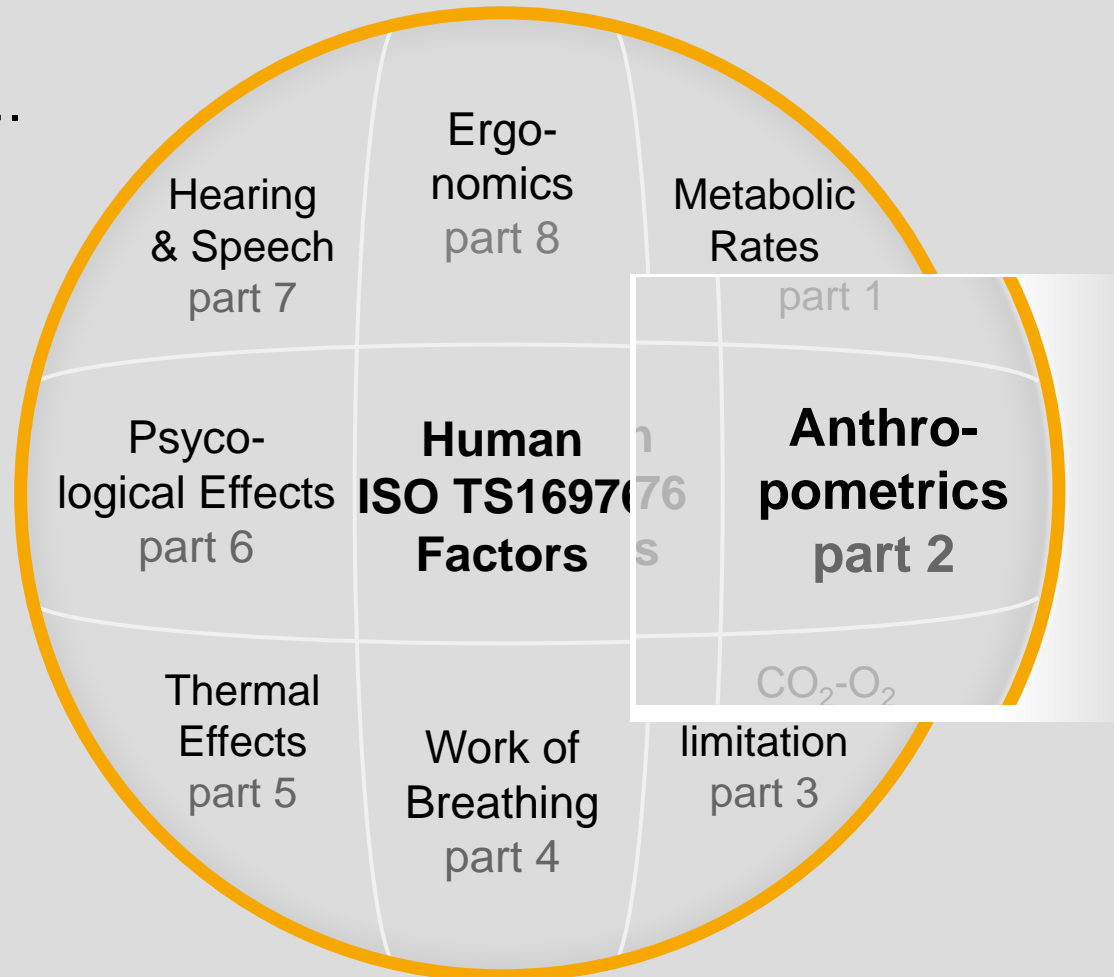 ..
Ergo-
nomics
part 8
Hearing
& Speech
part 7
Metabolic
Rates
part 1
Psyco-
logical Effects
part 6
Human
ISO TS16976
Factors
n
76
s
Anthro-
pometrics
part 2
Thermal
Effects
part 5
Work of
Breathing
part 4
CO₂-O₂
limitation
part 3